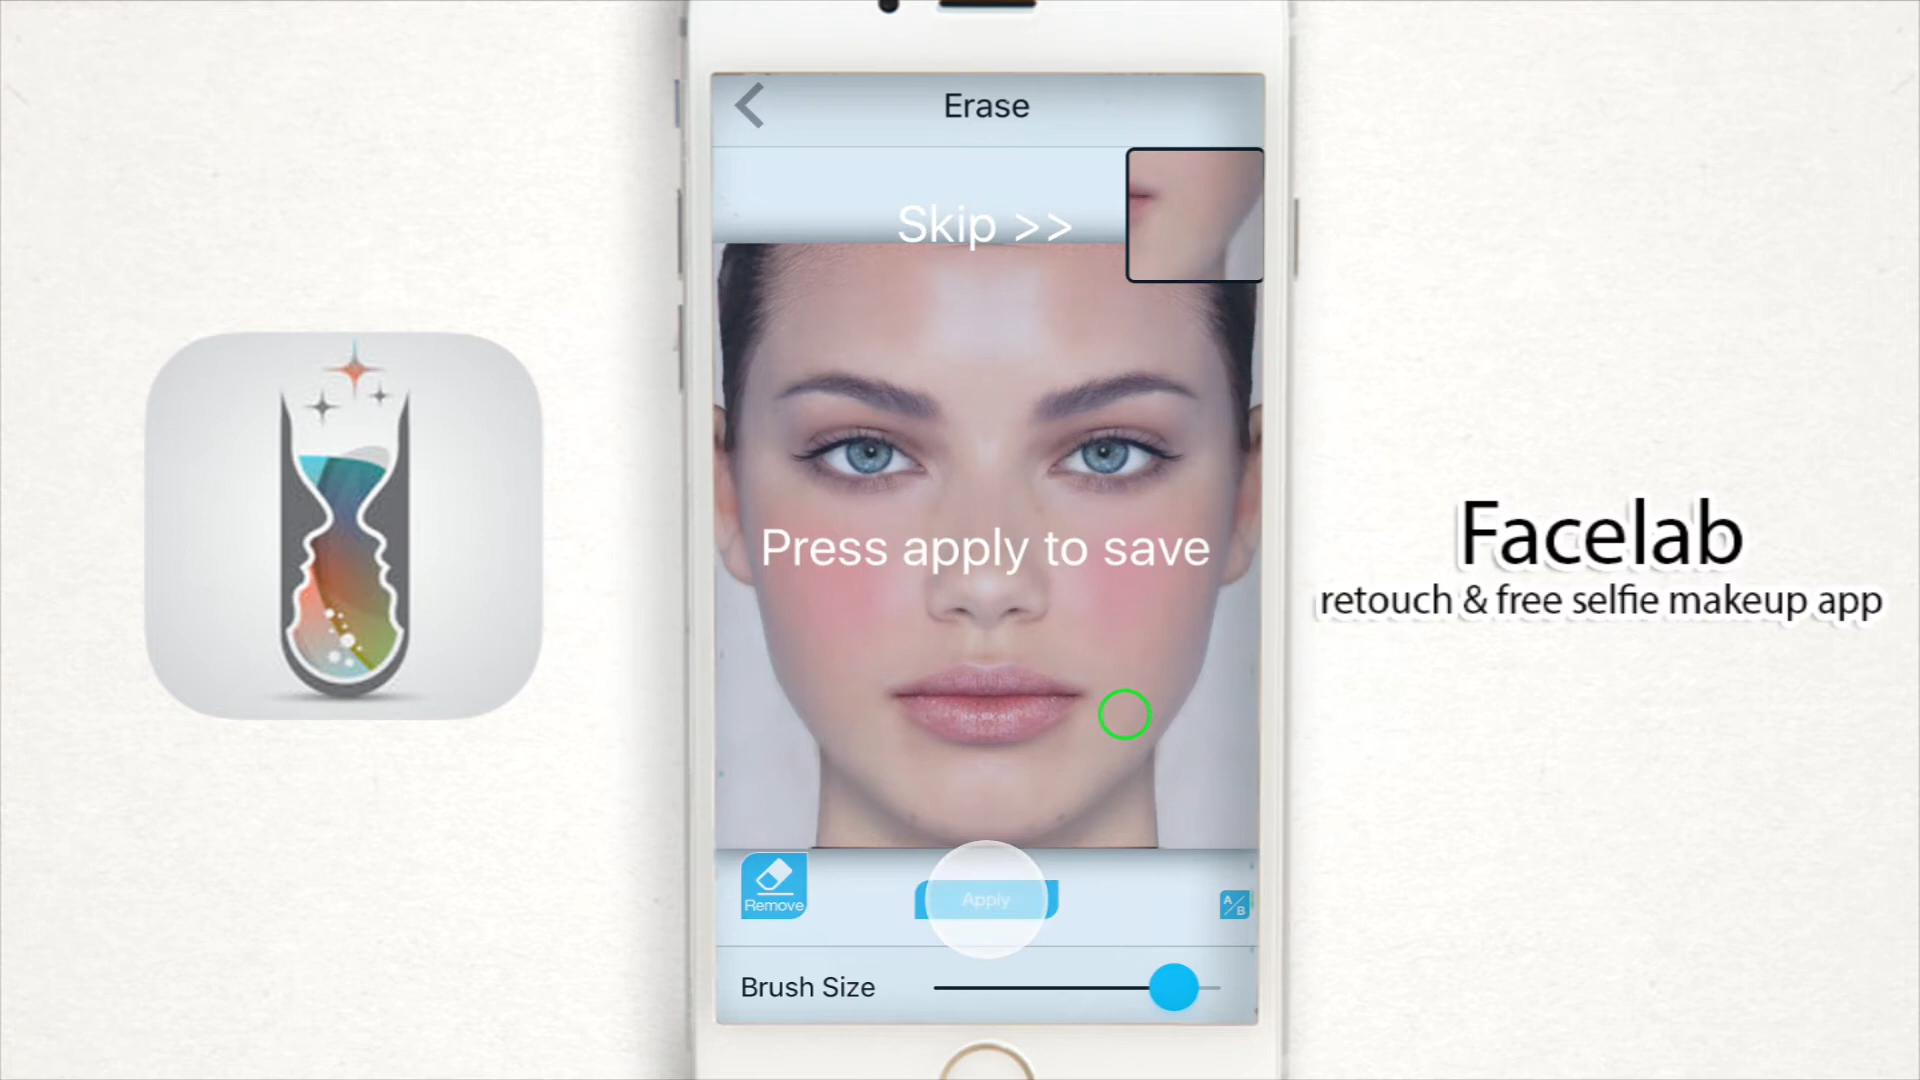 Erase
Skip >>
Press apply to save
Remove
Apply
A/B
Brush Size
Facelab
retouch & free selfie makeup app